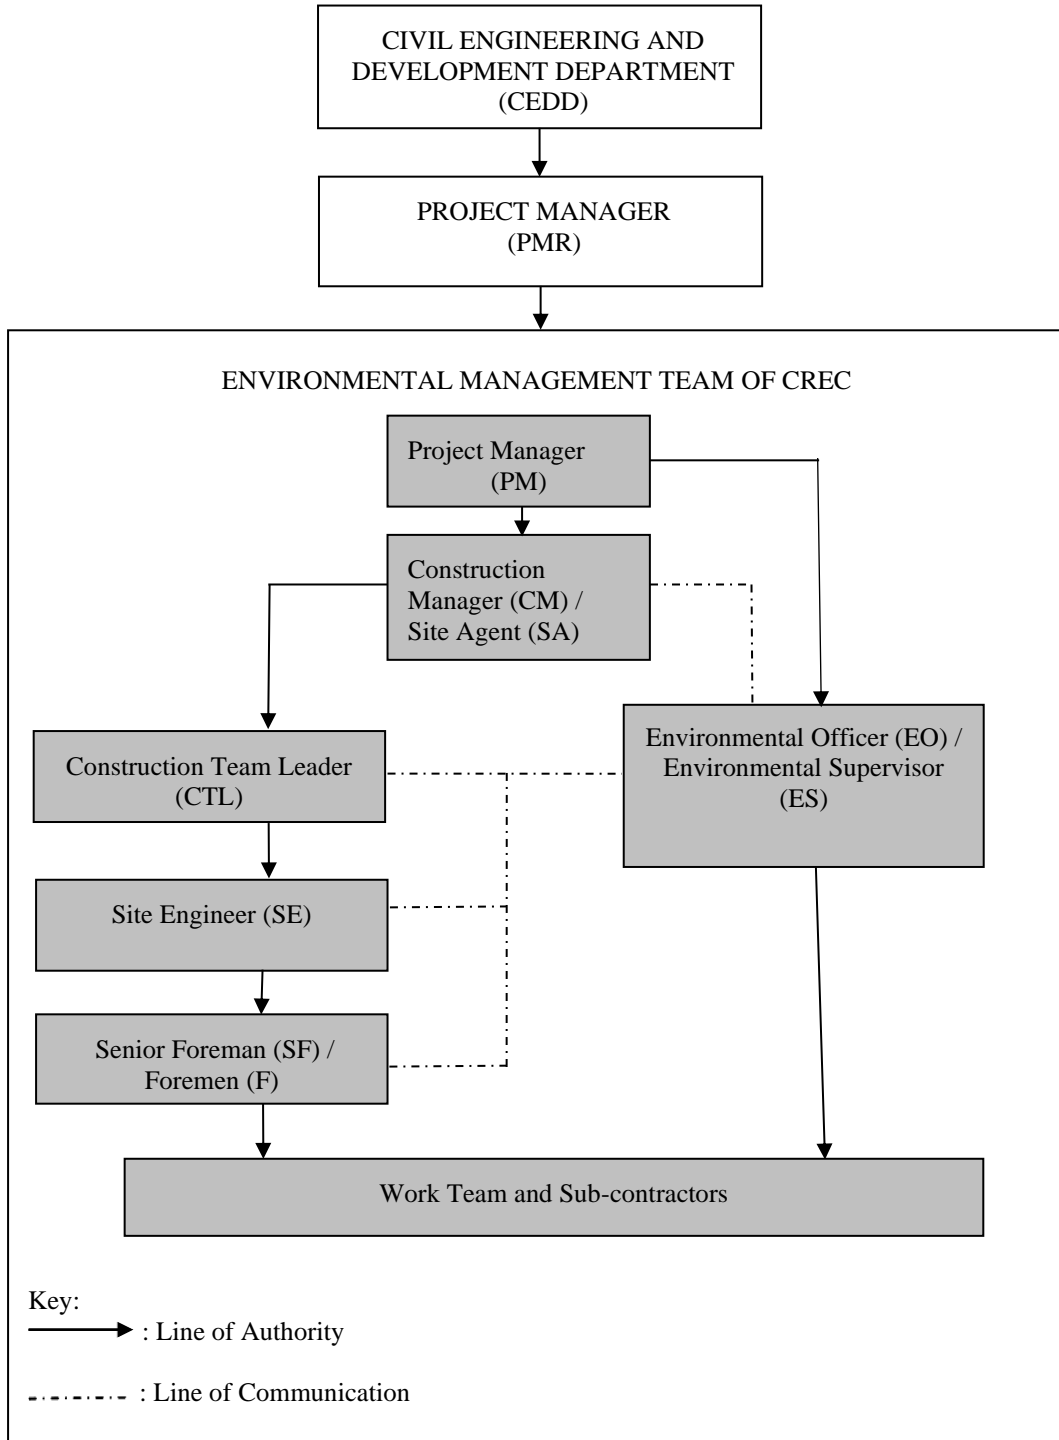 CIVIL ENGINEERING AND
DEVELOPMENT DEPARTMENT
(CEDD)
PROJECT MANAGER
(PMR)
ENVIRONMENTAL MANAGEMENT TEAM OF CREC
Project Manager
(PM)
Construction
Manager (CM) /
Site Agent (SA)
Environmental Officer (EO) /
Environmental Supervisor
(ES)
Construction Team Leader
(CTL)
Site Engineer (SE)
Senior Foreman (SF) /
Foremen (F)
Work Team and Sub-contractors
Key:
: Line of Authority
: Line of Communication